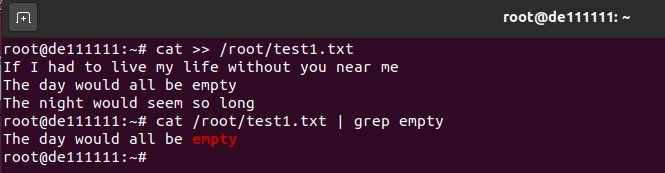 root@de111111: ~
root@de111111:~# cat >> /root/test1.txt
If I had to live my life without you near me
The day would all be empty
The night would seem so long
root@de111111:~# cat /root/test1.txt | grep empty
The day would all be empty
root@de111111:~#